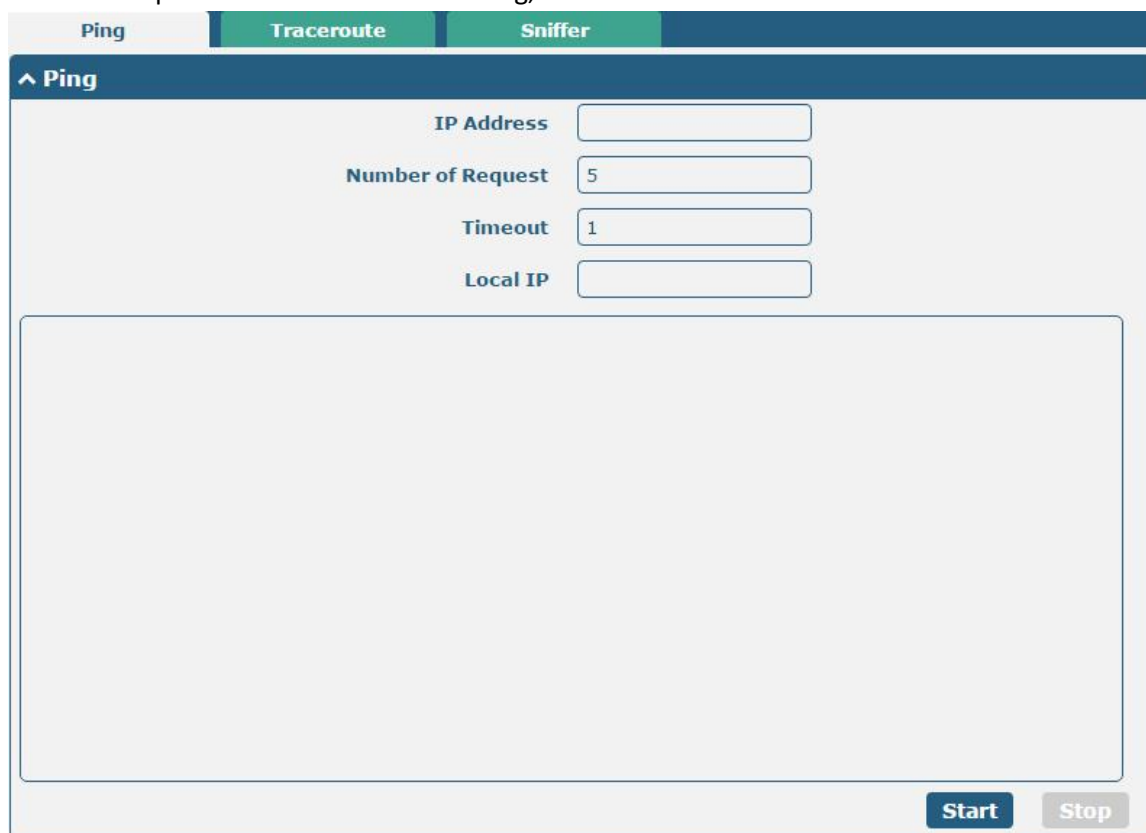 Ping Traceroute Sniffer
Ping
IP Address
Number of Request 5
Timeout 1
Local IP
Start Stop